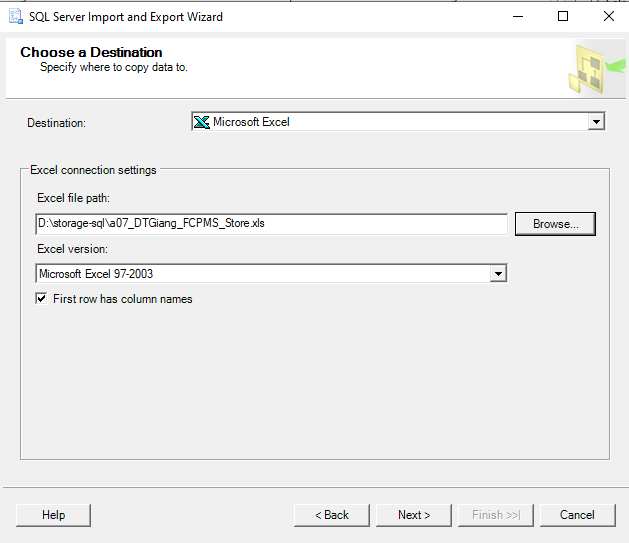 SQL Server Import and Export Wizard
Choose a Destination
Specify where to copy data to.
Destination:
Microsoft Excel
Excel connection settings
Excel file path:
D:\storage-sql\a07_DTGiang_FCPMS_Store.xls
Browse...
Excel version:
Microsoft Excel 97-2003
First row has column names
Help
< Back
Next >
Finish >>|
Cancel